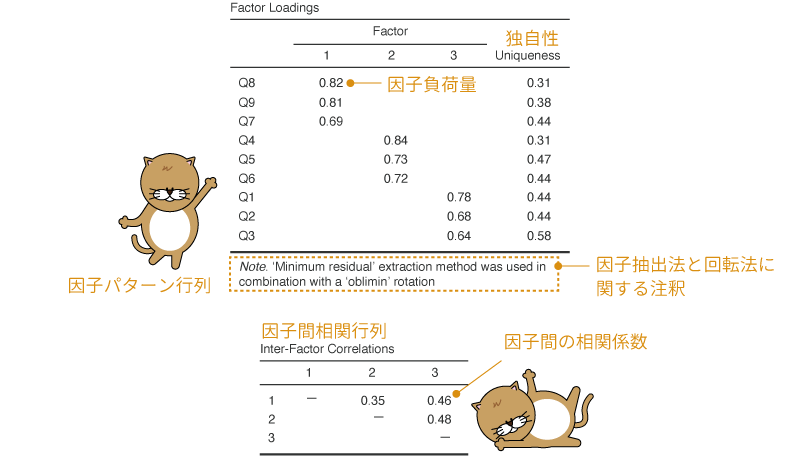 Factor Loadings
Factor
独自性
1 2 3 Uniqueness
Q8 0.82 0.31
因子負荷量
Q9 0.81 0.38
Q7 0.69 0.44
Q4 0.84 0.31
Q5 0.73 0.47
Q6 0.72 0.44
Q1 0.78 0.44
Q2 0.68 0.44
Q3 0.64 0.58
因子パターン行列
Note. ‘Minimum residual’ extraction method was used in
combination with a ‘oblimin’ rotation
因子抽出法と回転法に
関する注釈
因子間相関行列
Inter-Factor Correlations
因子間の相関係数
1 2 3
1 — 0.35 0.46
2 — 0.48
3 —